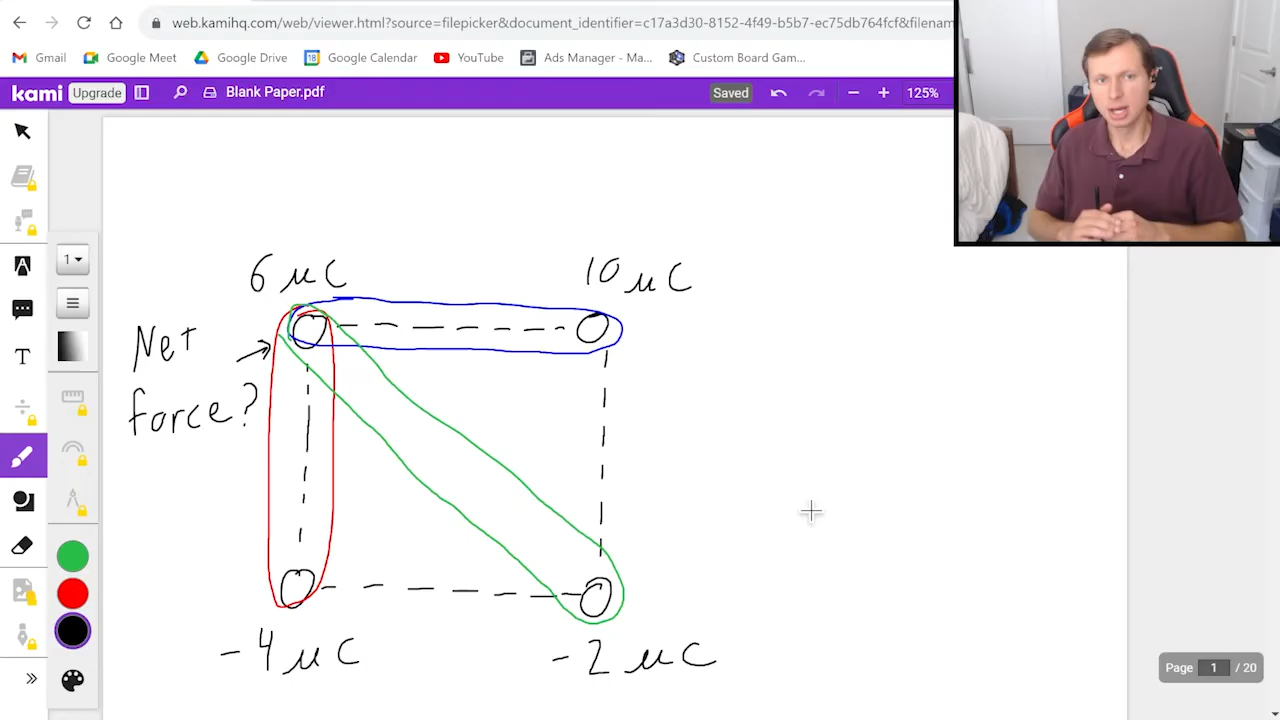 web.kamihq.com/web/viewer.html?source=filepicker&document_identifier=c17a3d30-8152-4f49-b5b7-ec75db764fcf&filenam
Gmail Google Meet Google Drive 18 Google Calendar YouTube Ads Manager - Ma... Custom Board Gam...
kami Upgrade Blank Paper.pdf Saved 125%
1
A
T
6 μC 10 μC
Net
force?
-4 μC -2 μC
Page 1 / 20